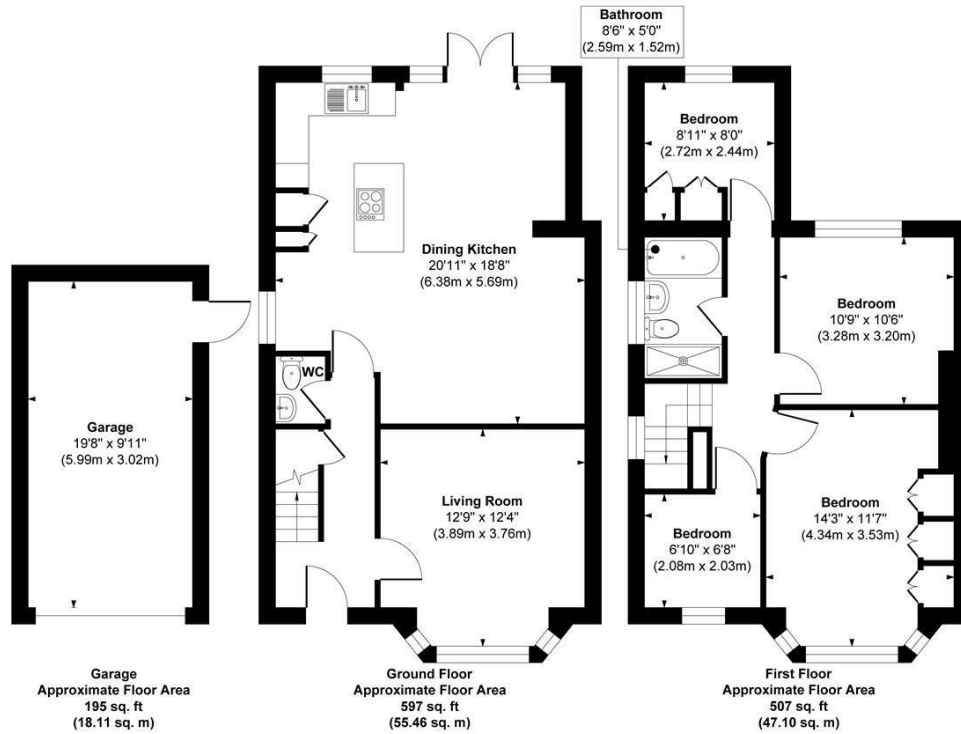 Bathroom
8'6" x 5'0"
(2.59m x 1.52m)
Bedroom
8'11" x 8'0"
(2.72m x 2.44m)
Dining Kitchen
20'11" x 18'8"
(6.38m x 5.69m)
Bedroom
10'9" x 10'6"
(3.28m x 3.20m)
WC
Garage
19'8" x 9'11"
(5.99m x 3.02m)
Living Room
12'9" x 12'4"
(3.89m x 3.76m)
Bedroom
14'3" x 11'7"
(4.34m x 3.53m)
Bedroom
6'10" x 6'8"
(2.08m x 2.03m)
Garage
Approximate Floor Area
195 sq. ft
(18.11 sq. m)
Ground Floor
Approximate Floor Area
597 sq. ft
(55.46 sq. m)
First Floor
Approximate Floor Area
507 sq. ft
(47.10 sq. m)